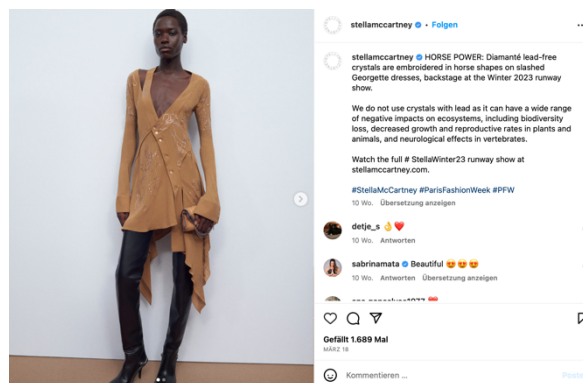 stellamccartney • Folgen
stellamccartney HORSE POWER: Diamanté lead-free
crystals are embroidered in horse shapes on slashed
Georgette dresses, backstage at the Winter 2023 runway
show.
We do not use crystals with lead as it can have a wide range
of negative impacts on ecosystems, including biodiversity
loss, decreased growth and reproductive rates in plants and
animals, and neurological effects in vertebrates.
Watch the full # StellaWinter23 runway show at
stellamccartney.com.
#StellaMcCartney #ParisFashionWeek #PFW
10 Wo. Übersetzung anzeigen
detje_s 👌 ❤️
10 Wo. Antworten
sabrinamata Beautiful 😍 😍 😍
10 Wo. Antworten Übersetzung anzeigen
Gefällt 1.689 Mal
MÄRZ 18
Kommentieren ...